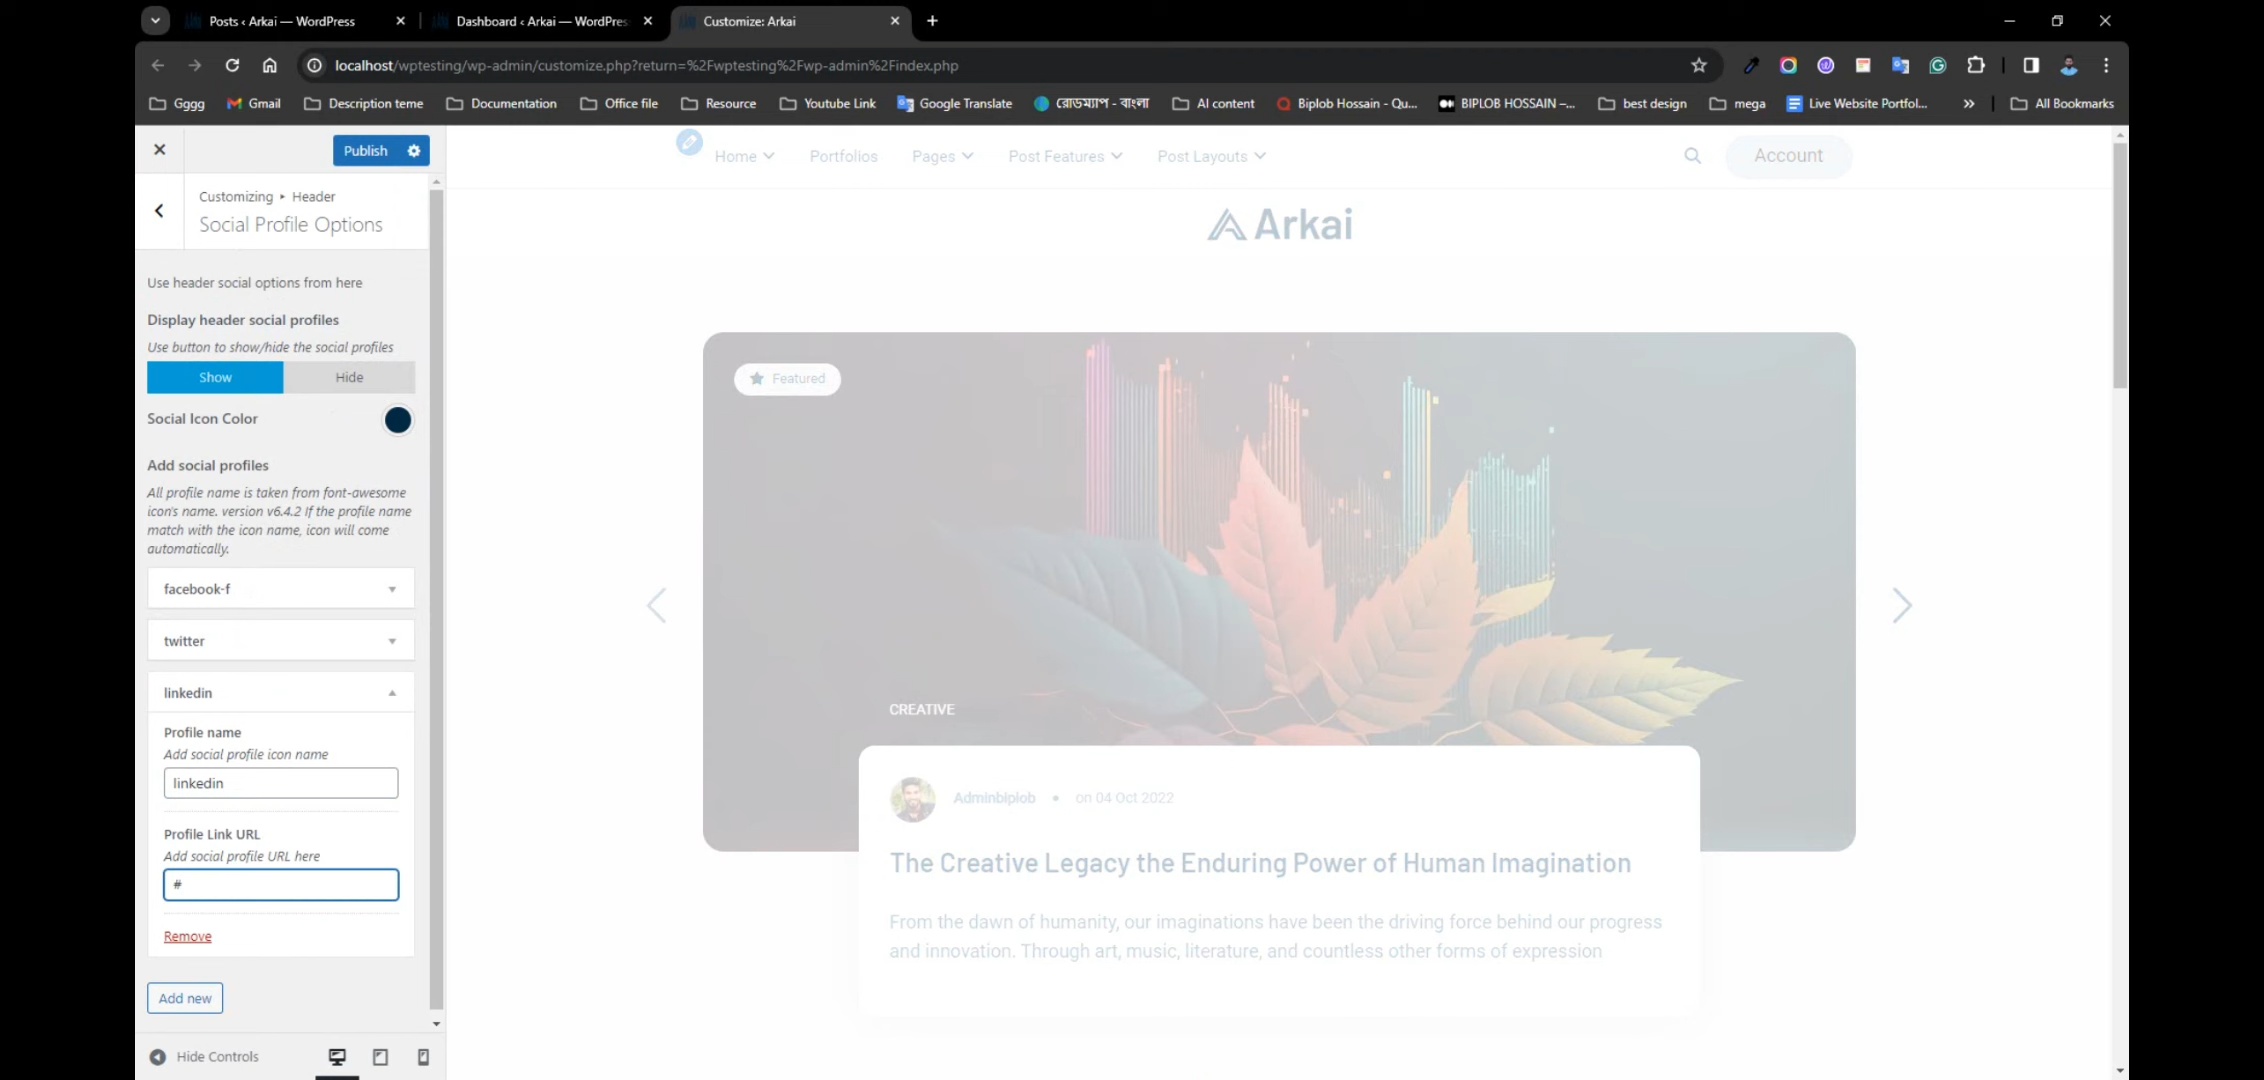 Posts ‹ Arkai — WordPress
Dashboard ‹ Arkai — WordPres
Customize: Arkai
localhost/wptesting/wp-admin/customize.php?return=%2Fwptesting%2Fwp-admin%2Findex.php
Gggg
Gmail
Description teme
Documentation
Office file
Resource
Youtube Link
Google Translate
রোডম্যাপ - বাংলা
AI content
Biplob Hossain - Qu...
BIPLOB HOSSAIN –...
best design
mega
Live Website Portfol...
All Bookmarks
Publish
Customizing ▸ Header
Social Profile Options
Use header social options from here
Display header social profiles
Use button to show/hide the social profiles
Show
Hide
Social Icon Color
Add social profiles
All profile name is taken from font-awesome
icon's name. version v6.4.2 If the profile name
match with the icon name, icon will come
automatically.
facebook-f
twitter
linkedin
Profile name
Add social profile icon name
linkedin
Profile Link URL
Add social profile URL here
#
Remove
Add new
Hide Controls
Home
Portfolios
Pages
Post Features
Post Layouts
Account
Arkai
Featured
CREATIVE
Adminbiplob • on 04 Oct 2022
The Creative Legacy the Enduring Power of Human Imagination
From the dawn of humanity, our imaginations have been the driving force behind our progress
and innovation. Through art, music, literature, and countless other forms of expression